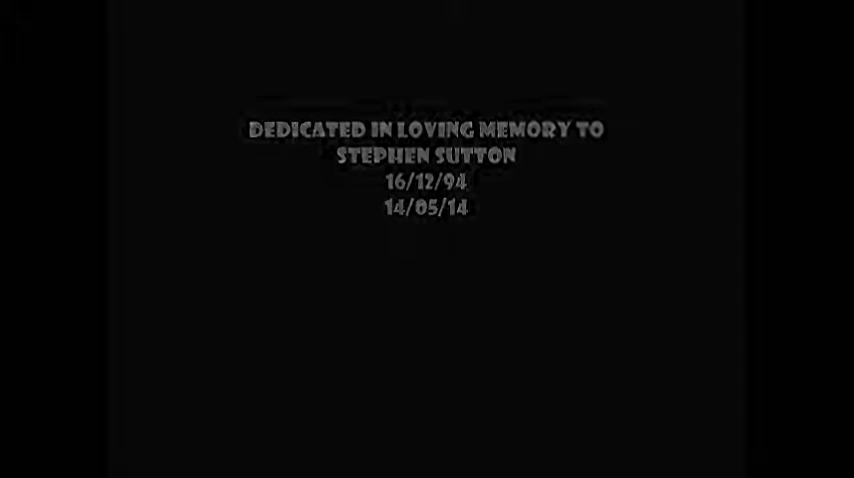 DEDICATED IN LOVING MEMORY TO
STEPHEN SUTTON
16/12/94
14/05/14